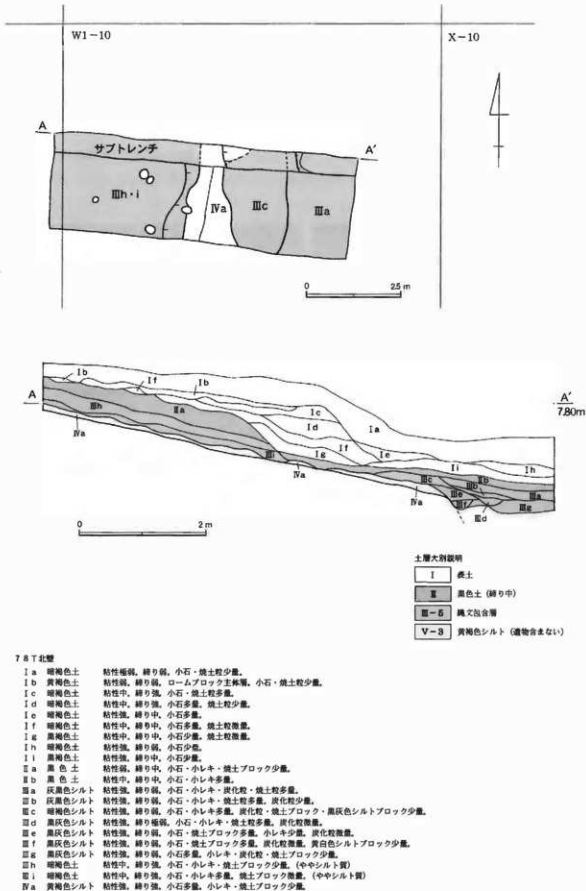 W1-10
X-10
A
サブトレンチ
A'
Ⅲh・i
Ⅳa
Ⅲc
Ⅲa
0
2.5m
Ⅰb
Ⅰf
Ⅰb
A
Ⅲh
Ⅱa
Ⅰc
Ⅰd
Ⅰa
A'
7.80m
Ⅳa
Ⅲi
Ⅰg
Ⅰf
Ⅰe
Ⅰi
Ⅰh
Ⅳa
Ⅲc
Ⅲb
Ⅱb
Ⅳa
Ⅲe
Ⅲa
Ⅲf
Ⅲg
Ⅲd
0
2m
土層大別説明
Ⅰ 表土
Ⅱ 黒色土(締り中)
Ⅲ-5 縄文包含層
Ⅴ-3 黄褐色シルト(遺物含まない)
78T北壁
Ⅰa 暗褐色土 粘性極弱, 締り弱, 小石・焼土粒少量。
Ⅰb 黄褐色土 粘性弱, 締り弱, ロームブロック主体層, 小石・焼土粒少量。
Ⅰc 暗褐色土 粘性中, 締り強, 小石・焼土粒多量。
Ⅰd 暗褐色土 粘性中, 締り強, 小石多量, 焼土粒少量。
Ⅰe 暗褐色土 粘性強, 締り中, 小石多量。
Ⅰf 暗褐色土 粘性中, 締り中, 小石多量, 焼土粒微量。
Ⅰg 黒褐色土 粘性中, 締り中, 小石少量, 焼土粒微量。
Ⅰh 暗褐色土 粘性強, 締り弱, 小石少量。
Ⅰi 黒褐色土 粘性強, 締り中, 小石少量。
Ⅱa 黒色土 粘性弱, 締り中, 小石・小レキ・焼土ブロック少量。
Ⅱb 黒色土 粘性中, 締り中, 小石・小レキ多量。
Ⅲa 灰黒色シルト 粘性強, 締り弱, 小石・小レキ・炭化粒・焼土粒多量。
Ⅲb 灰黒色シルト 粘性強, 締り弱, 小石・小レキ・焼土粒多量, 炭化粒少量。
Ⅲc 暗褐色シルト 粘性強, 締り弱, 小石・小レキ多量, 炭化粒・焼土ブロック・黒灰色シルトブロック少量。
Ⅲd 黒灰色シルト 粘性強, 締り極弱, 小石・小レキ・焼土粒多量, 炭化粒微量。
Ⅲe 黒灰色シルト 粘性強, 締り弱, 小石・焼土ブロック多量, 小レキ少量, 炭化粒微量。
Ⅲf 黒灰色シルト 粘性強, 締り弱, 小石・焼土ブロック多量, 炭化粒微量, 黄白色シルトブロック少量。
Ⅲg 黒灰色シルト 粘性強, 締り弱, 小石多量, 小レキ・炭化粒・焼土ブロック少量。
Ⅲh 暗褐色土 粘性中, 締り強, 小石・小レキ・焼土ブロック少量, (ややシルト質)
Ⅲi 暗褐色土 粘性中, 締り強, 小石・小レキ多量, 焼土ブロック微量, (ややシルト質)
Ⅳa 黄褐色シルト 粘性強, 締り強, 小石多量, 小レキ・焼土ブロック少量。